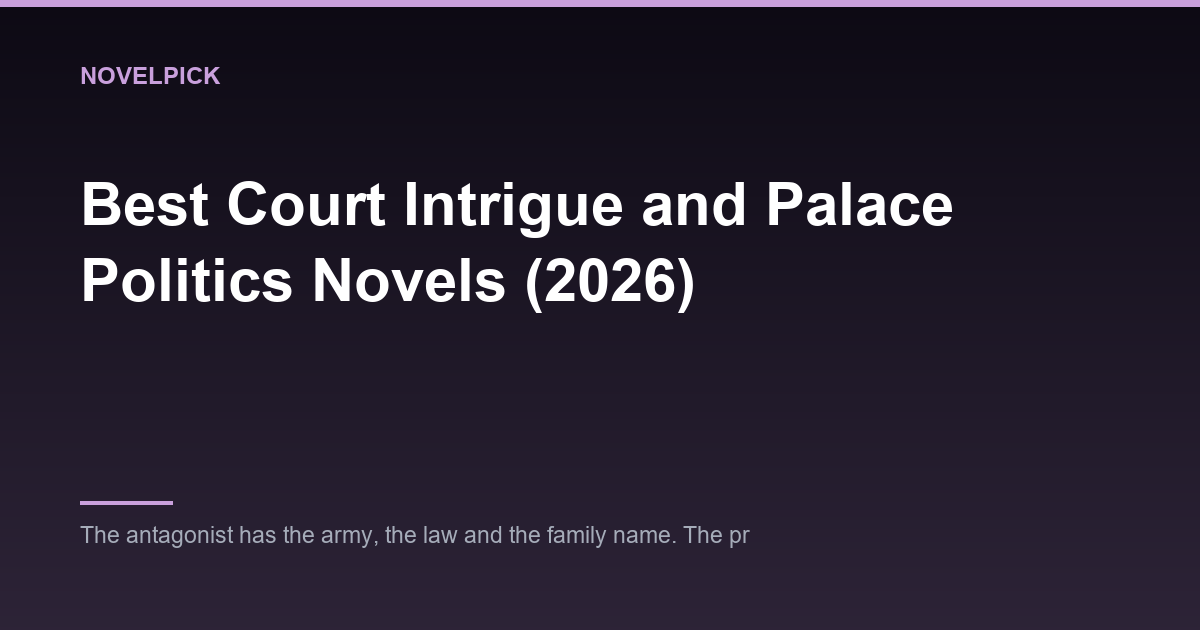 NOVELPICK
Best Court Intrigue and Palace
Politics Novels (2026)
The antagonist has the army, the law and the family name. The pr